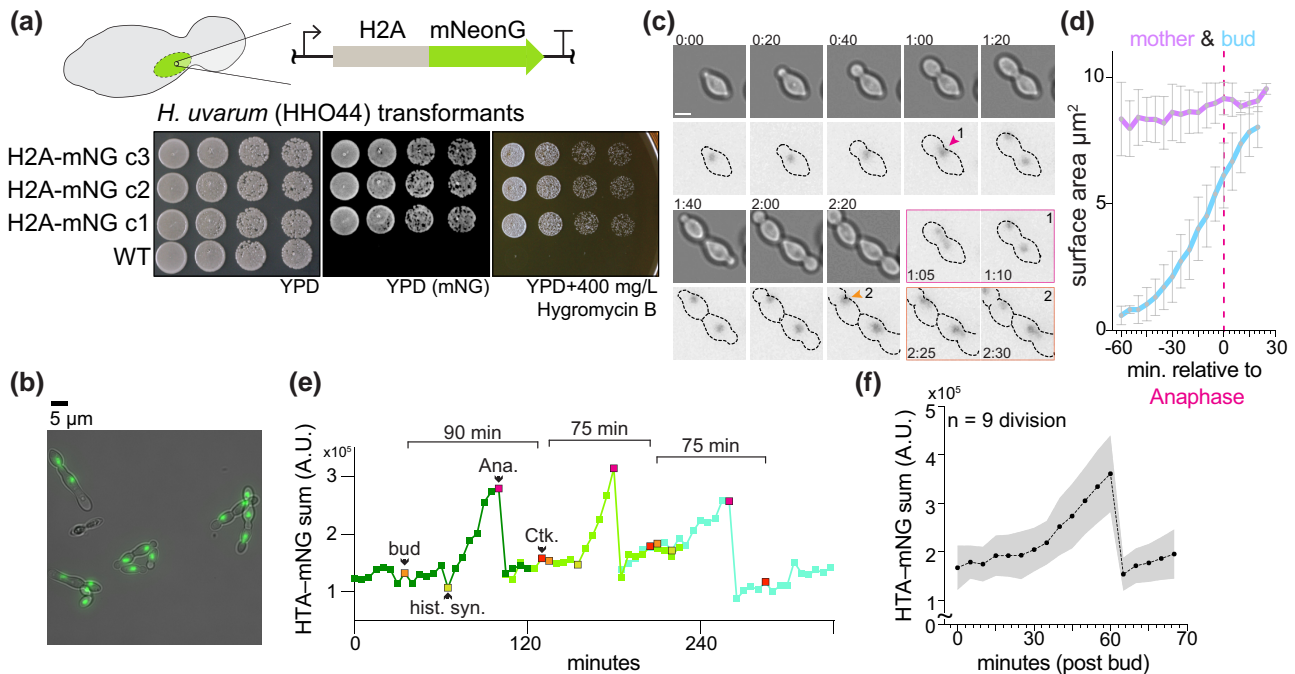 (a)
H2A mNeonG
H. uvarum (HHO44) transformants
H2A-mNG c3
H2A-mNG c2
H2A-mNG c1
WT
YPD
YPD (mNG)
YPD+400 mg/L
Hygromycin B
(b)
5 µm
(c)
0:00 0:20 0:40 1:00 1:20
1
1:40 2:00 2:20
1
1:05 1:10
2
2
2:25 2:30
(d)
mother & bud
surface area µm²
10
5
0
-60 -30 0 30
min. relative to
Anaphase
(e)
HTA–mNG sum (A.U.)
x10⁵
3
2
1
90 min
75 min
75 min
Ana.
bud
Ctk.
hist. syn.
0 120 240
minutes
(f)
HTA–mNG sum (A.U.)
x10⁵
n = 9 division
5
4
3
2
1
0
0 30 60 70
minutes (post bud)